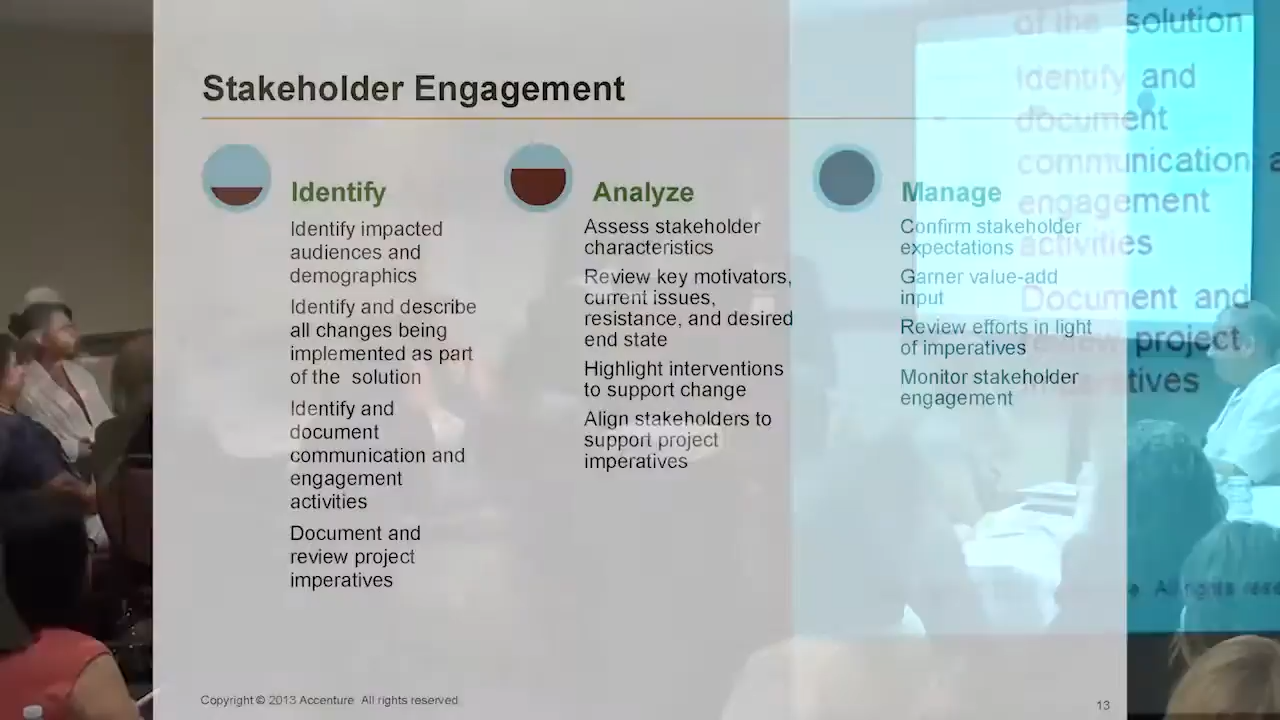 Stakeholder Engagement
Identify
Identify impacted
audiences and
demographics
Identify and describe
all changes being
implemented as part
of the solution
Identify and
document
communication and
engagement
activities
Document and
review project
imperatives
Analyze
Assess stakeholder
characteristics
Review key motivators,
current issues,
resistance, and desired
end state
Highlight interventions
to support change
Align stakeholders to
support project
imperatives
Manage
Confirm stakeholder
expectations
Garner value-add
input
Review efforts in light
of imperatives
Monitor stakeholder
engagement
of the solution
Identify and
document
communication
engagement
activities
Document and
review project
imperatives
All rights
Copyright © 2013 Accenture All rights reserved
13